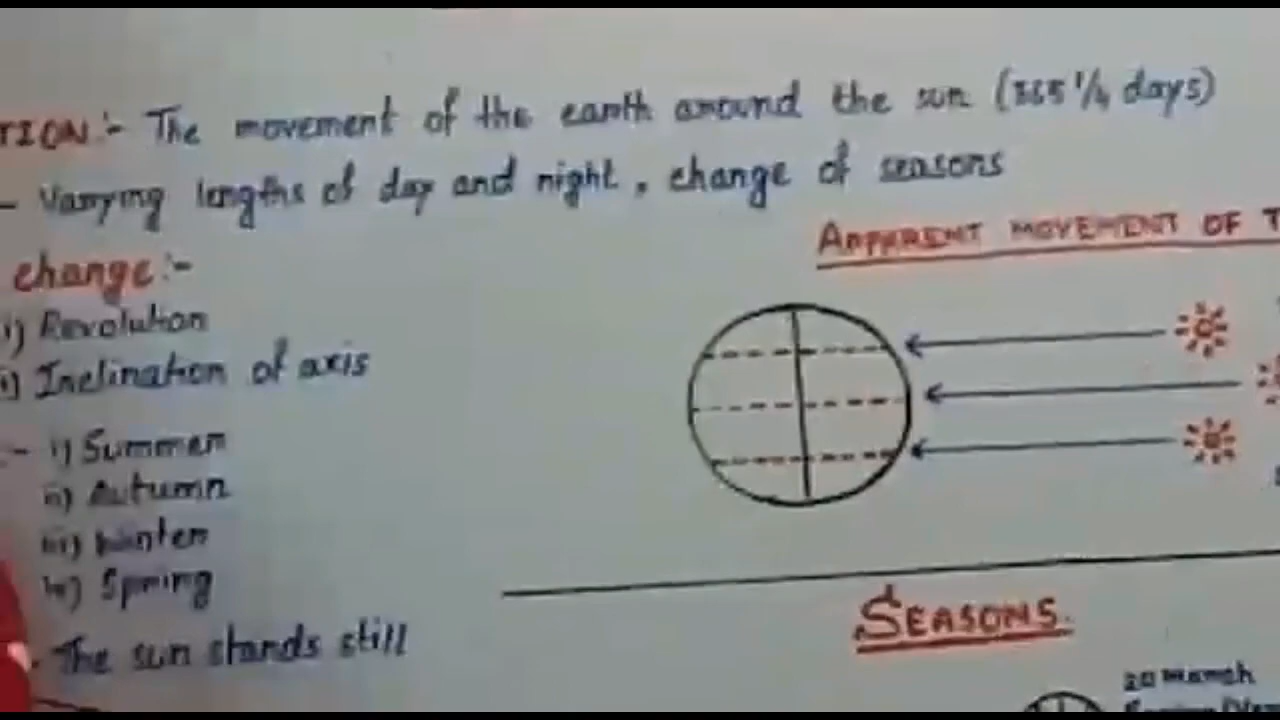 TION:- The movement of the earth around the sun (365 1/4 days)
- Varying lengths of day and night, change of seasons
change:-
i) Revolution
ii) Inclination of axis
APPARENT MOVEMENT OF T
:- i) Summer
ii) Autumn
iii) Winter
iv) Spring
The sun stands still
SEASONS.
20 March